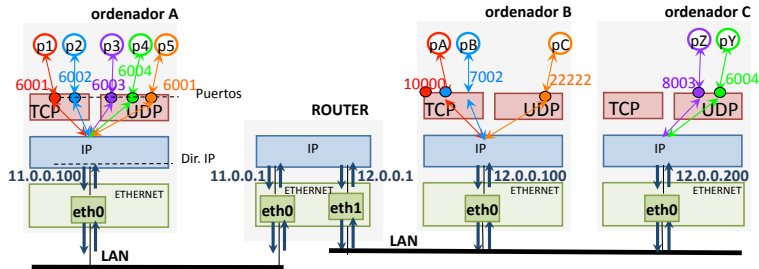 ordenador A
ordenador B
ordenador C
p1
p2
p3
p4
p5
pA
pB
pC
pZ
pY
6001
6002
6003
6004
6001
Puertos
10000
7002
22222
8003
6004
TCP
UDP
ROUTER
TCP
UDP
TCP
UDP
IP
Dir. IP
IP
IP
IP
11.0.0.100
11.0.0.1
12.0.0.1
12.0.0.100
12.0.0.200
ETHERNET
ETHERNET
ETHERNET
ETHERNET
eth0
eth0
eth1
eth0
eth0
LAN
LAN